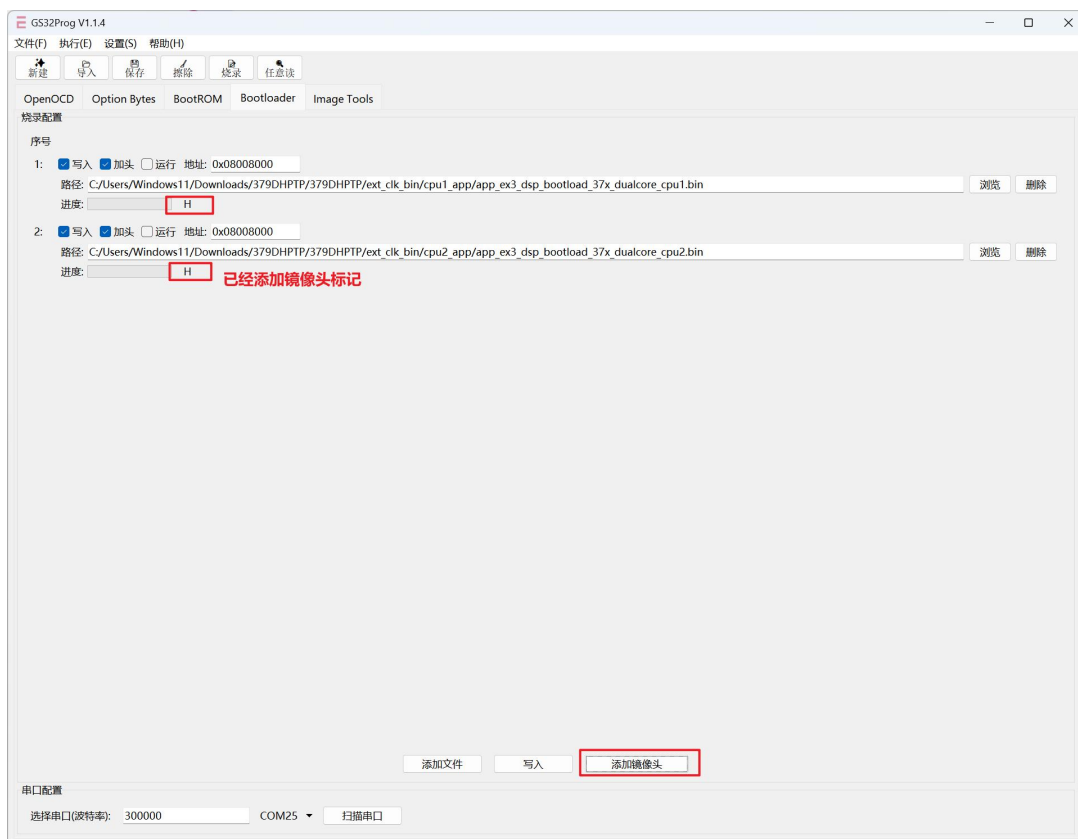 GS32Prog V1.1.4
文件(F) 执行(E) 设置(S) 帮助(H)
新建 导入 保存 擦除 烧录 任意读
OpenOCD Option Bytes BootROM Bootloader Image Tools
烧录配置
序号
1: 写入 加头 运行 地址: 0x08008000
路径: C:/Users/Windows11/Downloads/379DHPTP/379DHPTP/ext_clk_bin/cpu1_app/app_ex3_dsp_bootload_37x_dualcore_cpu1.bin 浏览 删除
进度: H
2: 写入 加头 运行 地址: 0x08008000
路径: C:/Users/Windows11/Downloads/379DHPTP/379DHPTP/ext_clk_bin/cpu2_app/app_ex3_dsp_bootload_37x_dualcore_cpu2.bin 浏览 删除
进度: H 已经添加镜像头标记
添加文件 写入 添加镜像头
串口配置
选择串口(波特率): 300000 COM25 扫描串口